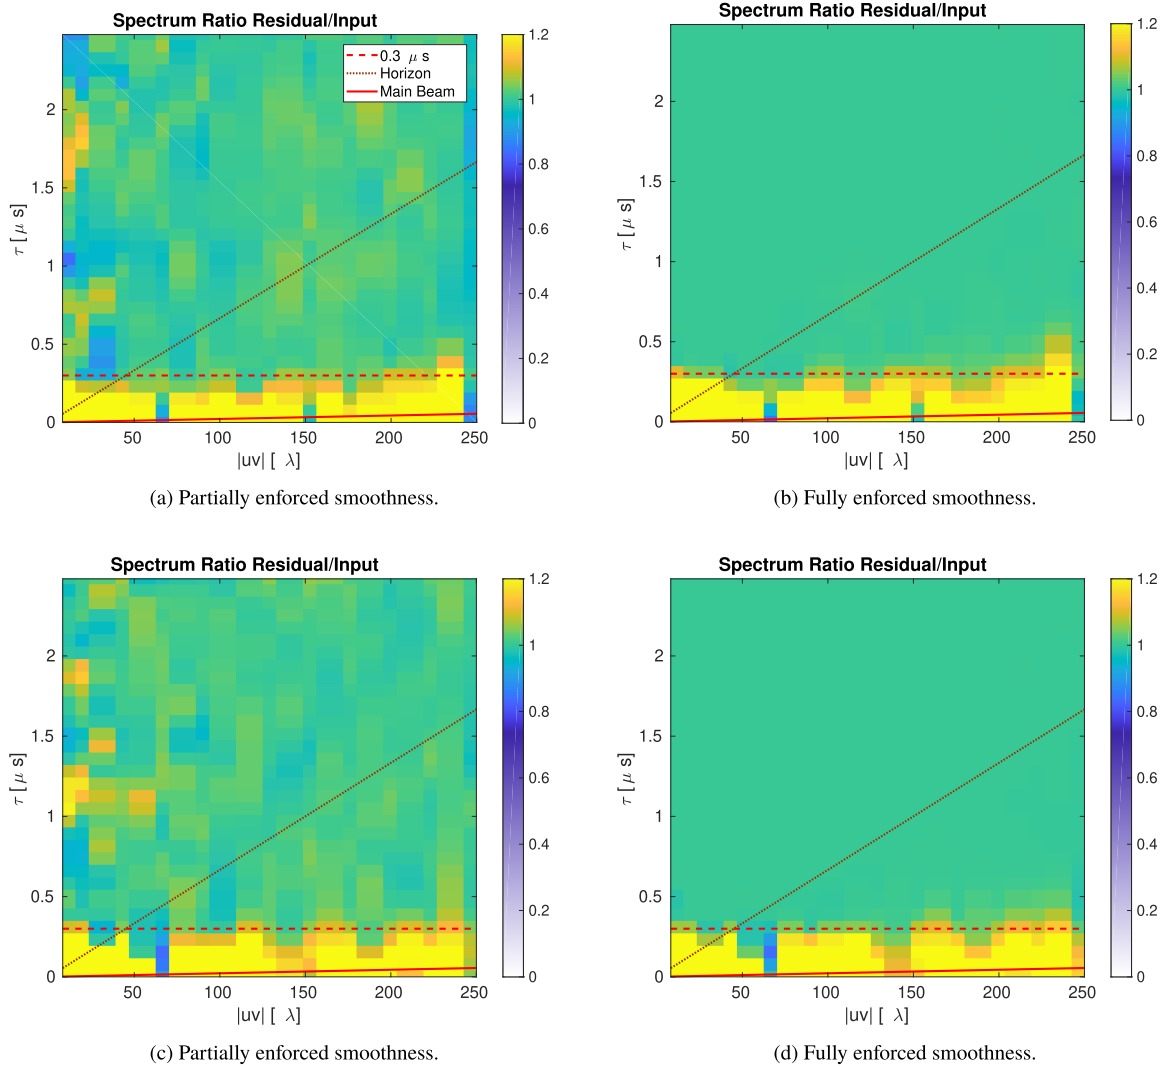 Spectrum Ratio Residual/Input
0.3 μ s
Horizon
Main Beam
2
1.5
1
0.5
0
τ [ μ s]
50 100 150 200 250
|uv| [ λ]
1.2
1
0.8
0.6
0.4
0.2
0
(a) Partially enforced smoothness.
Spectrum Ratio Residual/Input
2
1.5
1
0.5
0
τ [ μ s]
50 100 150 200 250
|uv| [ λ]
1.2
1
0.8
0.6
0.4
0.2
0
(b) Fully enforced smoothness.
Spectrum Ratio Residual/Input
2
1.5
1
0.5
0
τ [ μ s]
50 100 150 200 250
|uv| [ λ]
1.2
1
0.8
0.6
0.4
0.2
0
(c) Partially enforced smoothness.
Spectrum Ratio Residual/Input
2
1.5
1
0.5
0
τ [ μ s]
50 100 150 200 250
|uv| [ λ]
1.2
1
0.8
0.6
0.4
0.2
0
(d) Fully enforced smoothness.